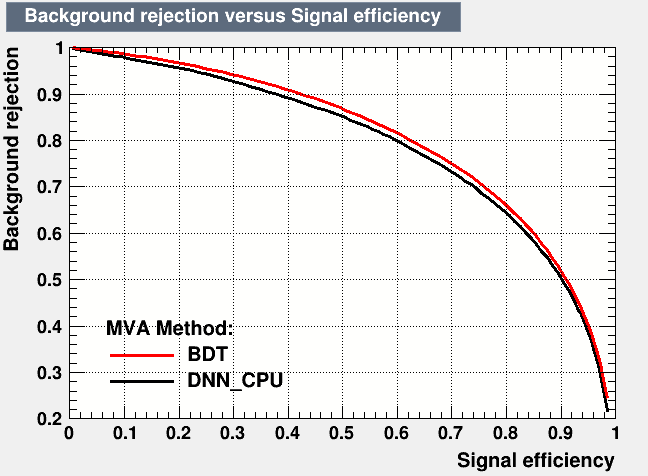 Background rejection versus Signal efficiency
Background rejection
1
0.9
0.8
0.7
0.6
0.5
0.4
0.3
0.2
MVA Method:
BDT
DNN_CPU
0 0.1 0.2 0.3 0.4 0.5 0.6 0.7 0.8 0.9 1
Signal efficiency